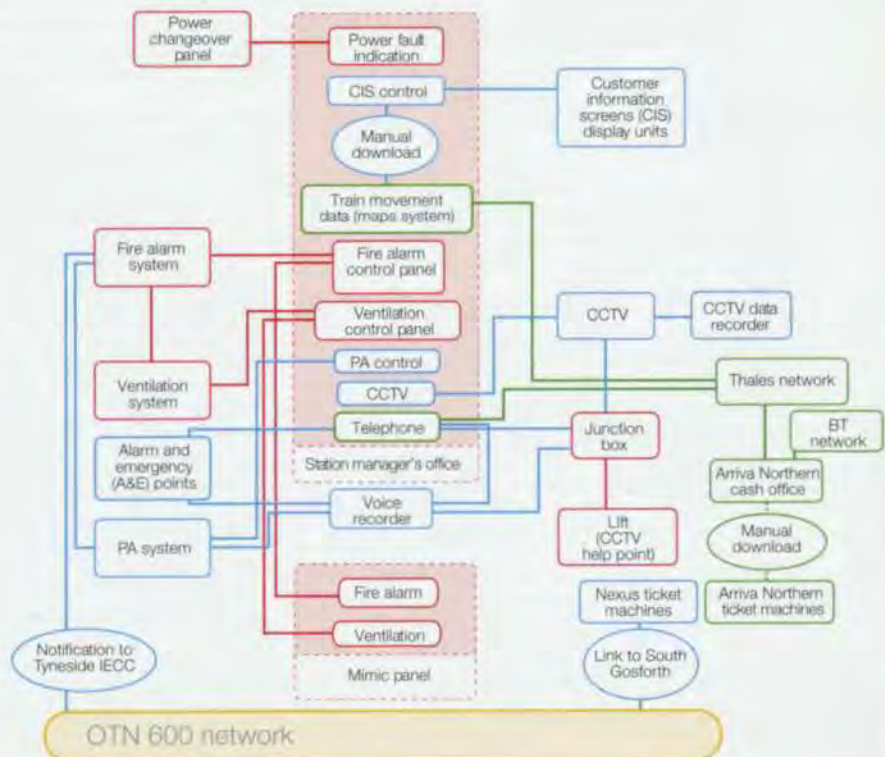 Power
changeover
panel
Power fault
indication
CIS control
Customer
information
screens (CIS)
display units
Manual
download
Train movement
data (maps system)
Fire alarm
system
Fire alarm
control panel
Ventilation
control panel
CCTV
CCTV data
recorder
PA control
Ventilation
system
CCTV
Thales network
Telephone
Junction
box
BT
network
Alarm and
emergency
(A&E) points
Station manager's office
Arriva Northern
cash office
Voice
recorder
PA system
Lift
(CCTV
help point)
Manual
download
Fire alarm
Nexus ticket
machines
Arriva Northern
ticket machines
Ventilation
Notification to
Tyneside IECC
Mimic panel
Link to South
Gosforth
OTN 600 network